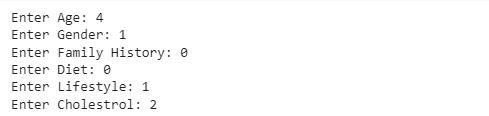 Enter Age: 4
Enter Gender: 1
Enter Family History: 0
Enter Diet: 0
Enter Lifestyle: 1
Enter Cholestrol: 2